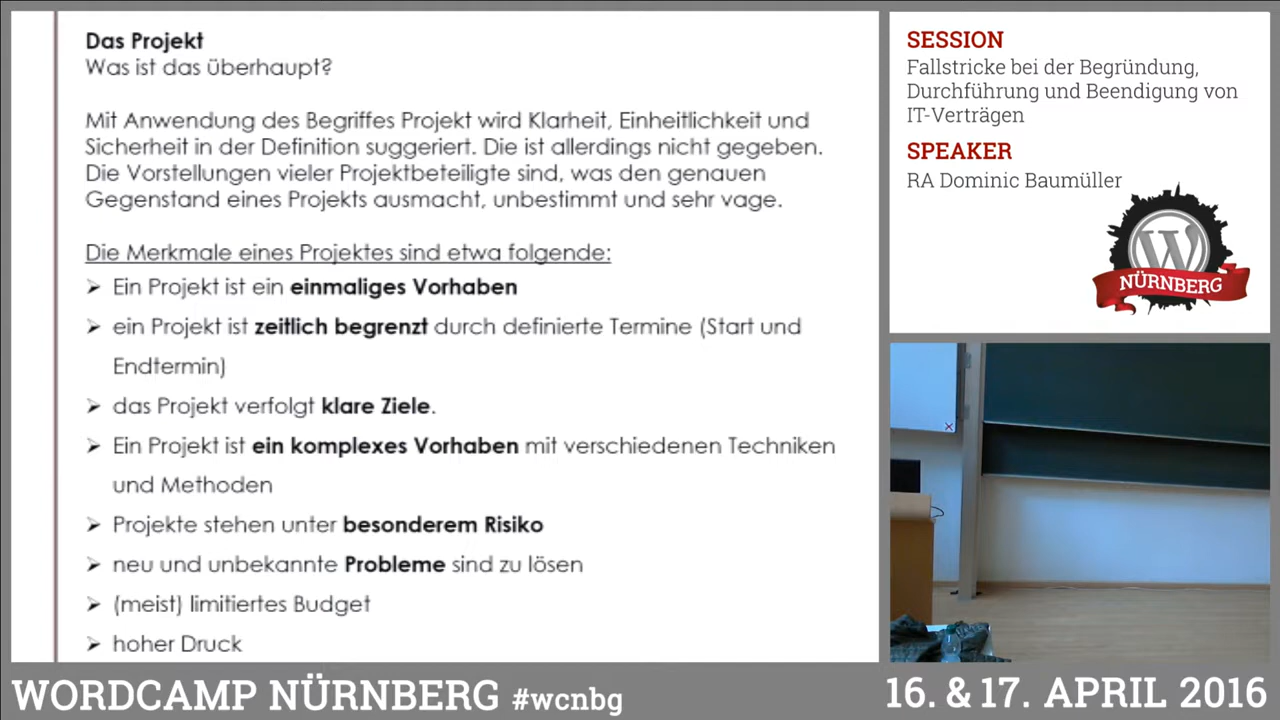 Das Projekt
Was ist das überhaupt?
Mit Anwendung des Begriffes Projekt wird Klarheit, Einheitlichkeit und
Sicherheit in der Definition suggeriert. Die ist allerdings nicht gegeben.
Die Vorstellungen vieler Projektbeteiligte sind, was den genauen
Gegenstand eines Projekts ausmacht, unbestimmt und sehr vage.
Die Merkmale eines Projektes sind etwa folgende:
➢ Ein Projekt ist ein einmaliges Vorhaben
➢ ein Projekt ist zeitlich begrenzt durch definierte Termine (Start und
Endtermin)
➢ das Projekt verfolgt klare Ziele.
➢ Ein Projekt ist ein komplexes Vorhaben mit verschiedenen Techniken
und Methoden
➢ Projekte stehen unter besonderem Risiko
➢ neu und unbekannte Probleme sind zu lösen
➢ (meist) limitiertes Budget
➢ hoher Druck
SESSION
Fallstricke bei der Begründung,
Durchführung und Beendigung von
IT-Verträgen
SPEAKER
RA Dominic Baumüller
W
NÜRNBERG
WORDCAMP NÜRNBERG #wcnbg
16. & 17. APRIL 2016